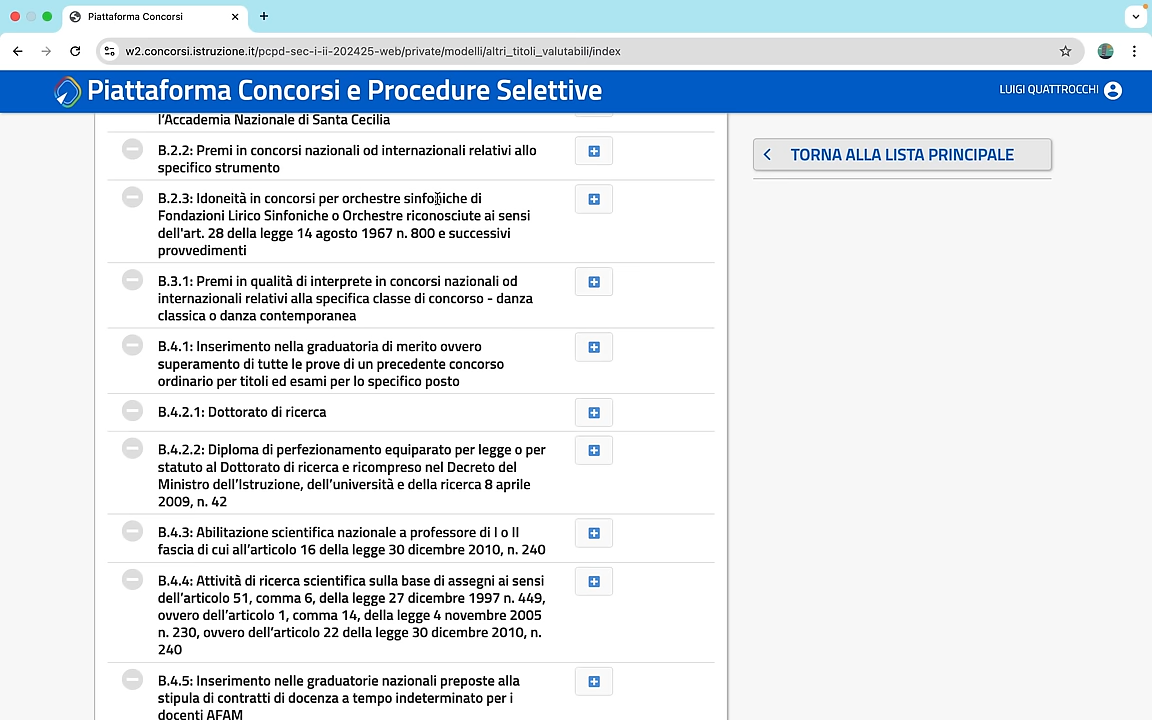 Piattaforma Concorsi
w2.concorsi.istruzione.it/pcpd-sec-i-ii-202425-web/private/modelli/altri_titoli_valutabili/index
Piattaforma Concorsi e Procedure Selettive
LUIGI QUATTROCCHI
l'Accademia Nazionale di Santa Cecilia
TORNA ALLA LISTA PRINCIPALE
B.2.2: Premi in concorsi nazionali od internazionali relativi allo
specifico strumento
B.2.3: Idoneità in concorsi per orchestre sinfoniche di
Fondazioni Lirico Sinfoniche o Orchestre riconosciute ai sensi
dell'art. 28 della legge 14 agosto 1967 n. 800 e successivi
provvedimenti
B.3.1: Premi in qualità di interprete in concorsi nazionali od
internazionali relativi alla specifica classe di concorso - danza
classica o danza contemporanea
B.4.1: Inserimento nella graduatoria di merito ovvero
superamento di tutte le prove di un precedente concorso
ordinario per titoli ed esami per lo specifico posto
B.4.2.1: Dottorato di ricerca
B.4.2.2: Diploma di perfezionamento equiparato per legge o per
statuto al Dottorato di ricerca e ricompreso nel Decreto del
Ministro dell'Istruzione, dell'università e della ricerca 8 aprile
2009, n. 42
B.4.3: Abilitazione scientifica nazionale a professore di I o II
fascia di cui all'articolo 16 della legge 30 dicembre 2010, n. 240
B.4.4: Attività di ricerca scientifica sulla base di assegni ai sensi
dell'articolo 51, comma 6, della legge 27 dicembre 1997 n. 449,
ovvero dell'articolo 1, comma 14, della legge 4 novembre 2005
n. 230, ovvero dell'articolo 22 della legge 30 dicembre 2010, n.
240
B.4.5: Inserimento nelle graduatorie nazionali preposte alla
stipula di contratti di docenza a tempo indeterminato per i
docenti AFAM